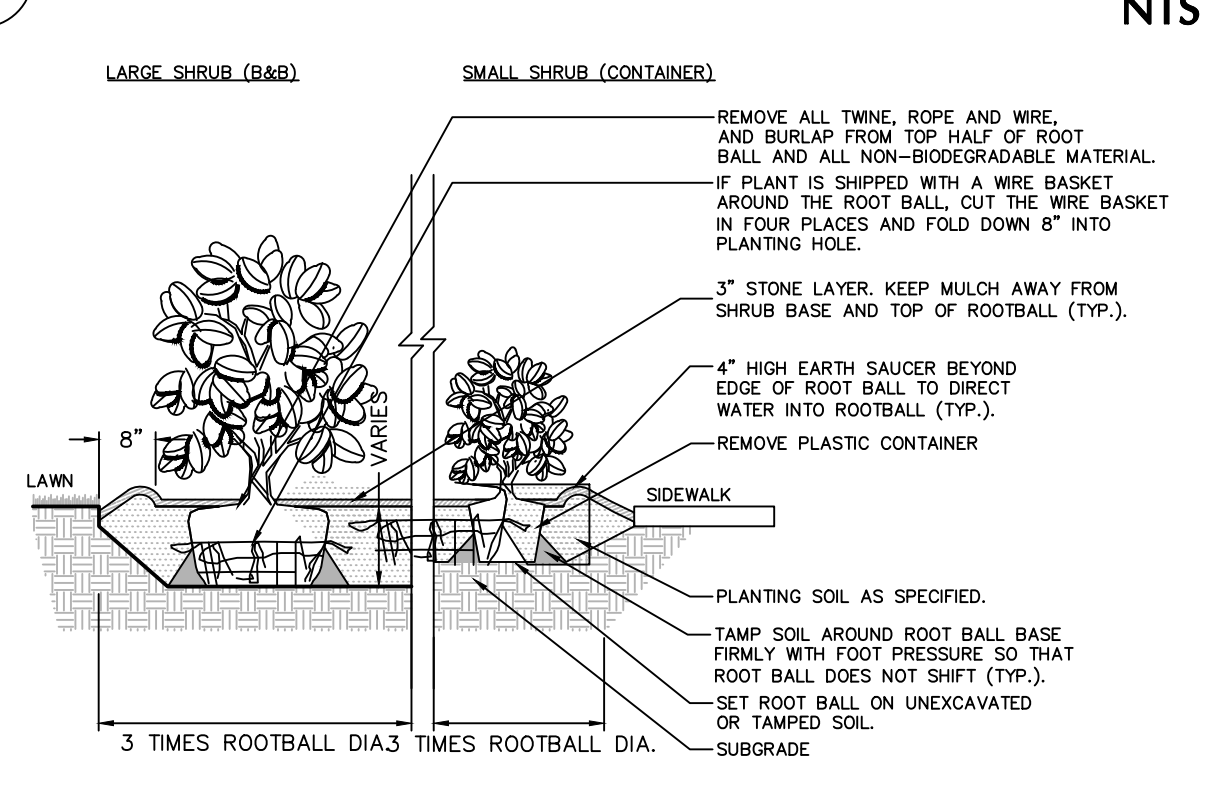 NTS
LARGE SHRUB (B&B)
SMALL SHRUB (CONTAINER)
REMOVE ALL TWINE, ROPE AND WIRE,
AND BURLAP FROM TOP HALF OF ROOT
BALL AND ALL NON-BIODEGRADABLE MATERIAL.
IF PLANT IS SHIPPED WITH A WIRE BASKET
AROUND THE ROOT BALL, CUT THE WIRE BASKET
IN FOUR PLACES AND FOLD DOWN 8" INTO
PLANTING HOLE.
3" STONE LAYER. KEEP MULCH AWAY FROM
SHRUB BASE AND TOP OF ROOTBALL (TYP.).
4" HIGH EARTH SAUCER BEYOND
EDGE OF ROOT BALL TO DIRECT
WATER INTO ROOTBALL (TYP.).
REMOVE PLASTIC CONTAINER
8"
VARIES
LAWN
SIDEWALK
PLANTING SOIL AS SPECIFIED.
TAMP SOIL AROUND ROOT BALL BASE
FIRMLY WITH FOOT PRESSURE SO THAT
ROOT BALL DOES NOT SHIFT (TYP.).
SET ROOT BALL ON UNEXCAVATED
OR TAMPED SOIL.
SUBGRADE
3 TIMES ROOTBALL DIA.
3 TIMES ROOTBALL DIA.